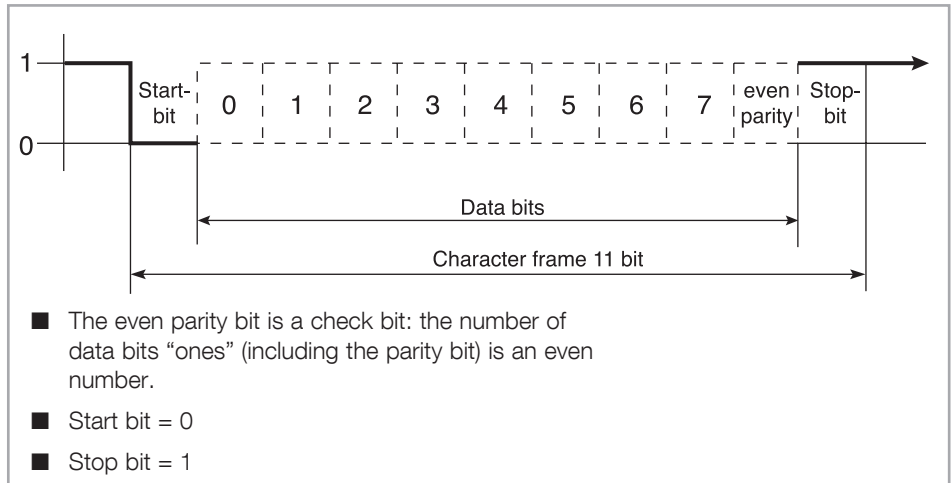 1
0
Start-
bit
0 1 2 3 4 5 6 7
even
parity
Stop-
bit
Data bits
Character frame 11 bit
■ The even parity bit is a check bit: the number of
data bits “ones” (including the parity bit) is an even
number.
■ Start bit = 0
■ Stop bit = 1